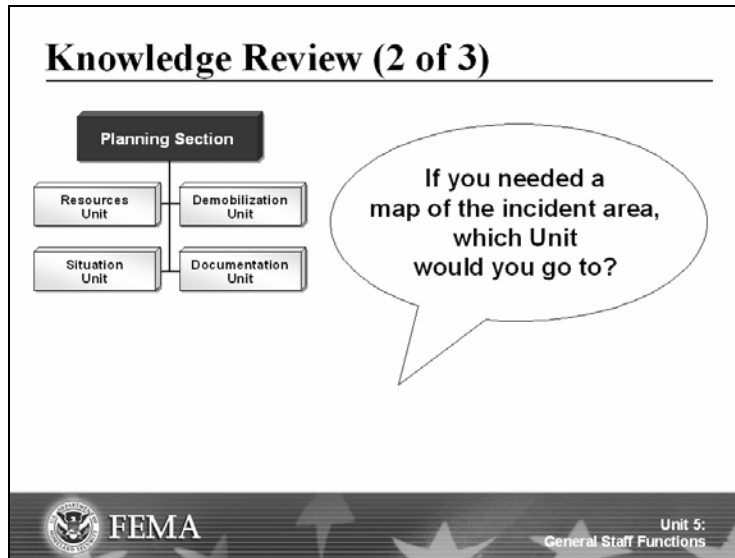 Knowledge Review (2 of 3)
Planning Section
Resources
Unit
Demobilization
Unit
Situation
Unit
Documentation
Unit
If you needed a
map of the incident area,
which Unit
would you go to?
FEMA
Unit 5:
General Staff Functions